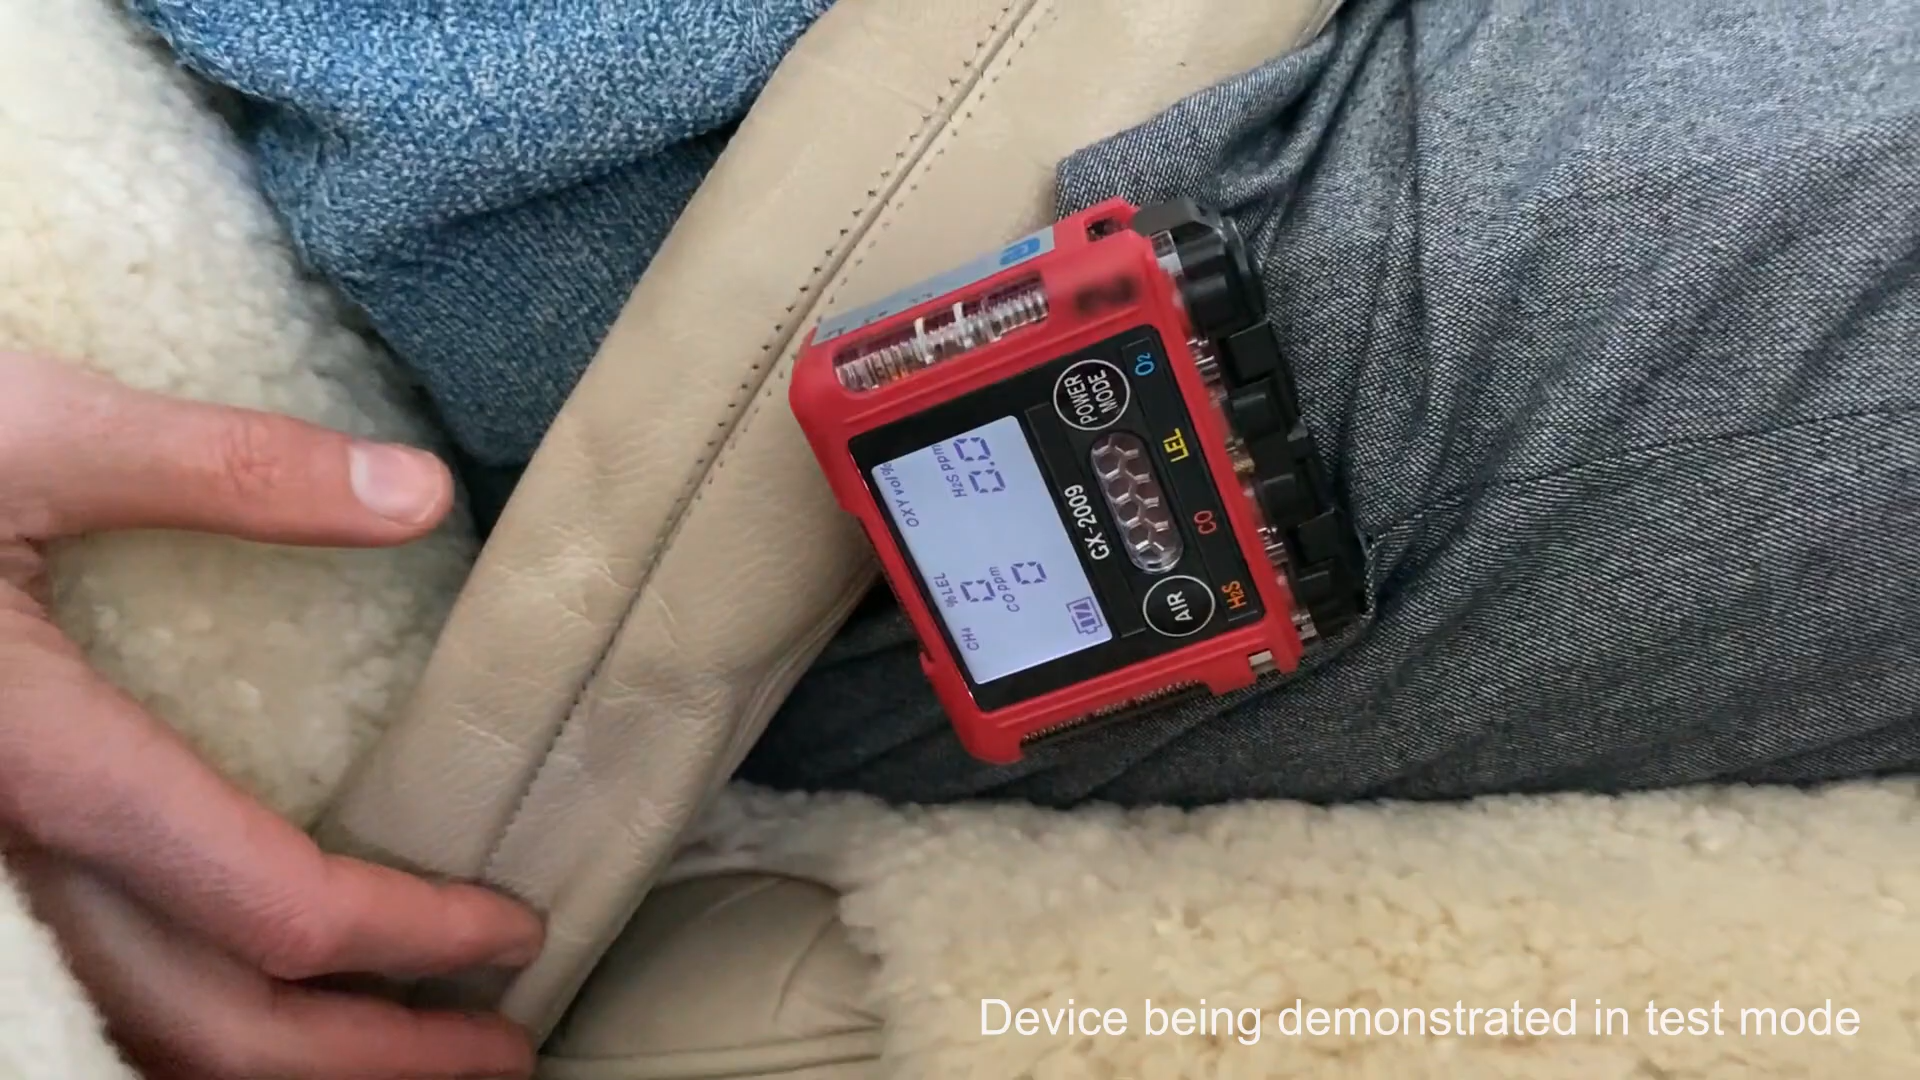 O2
LEL
CO
H2S
POWER
MODE
AIR
GX-2009
OXY vol%
H2S ppm
0.0
CH4 %LEL
0
CO ppm
0
Device being demonstrated in test mode